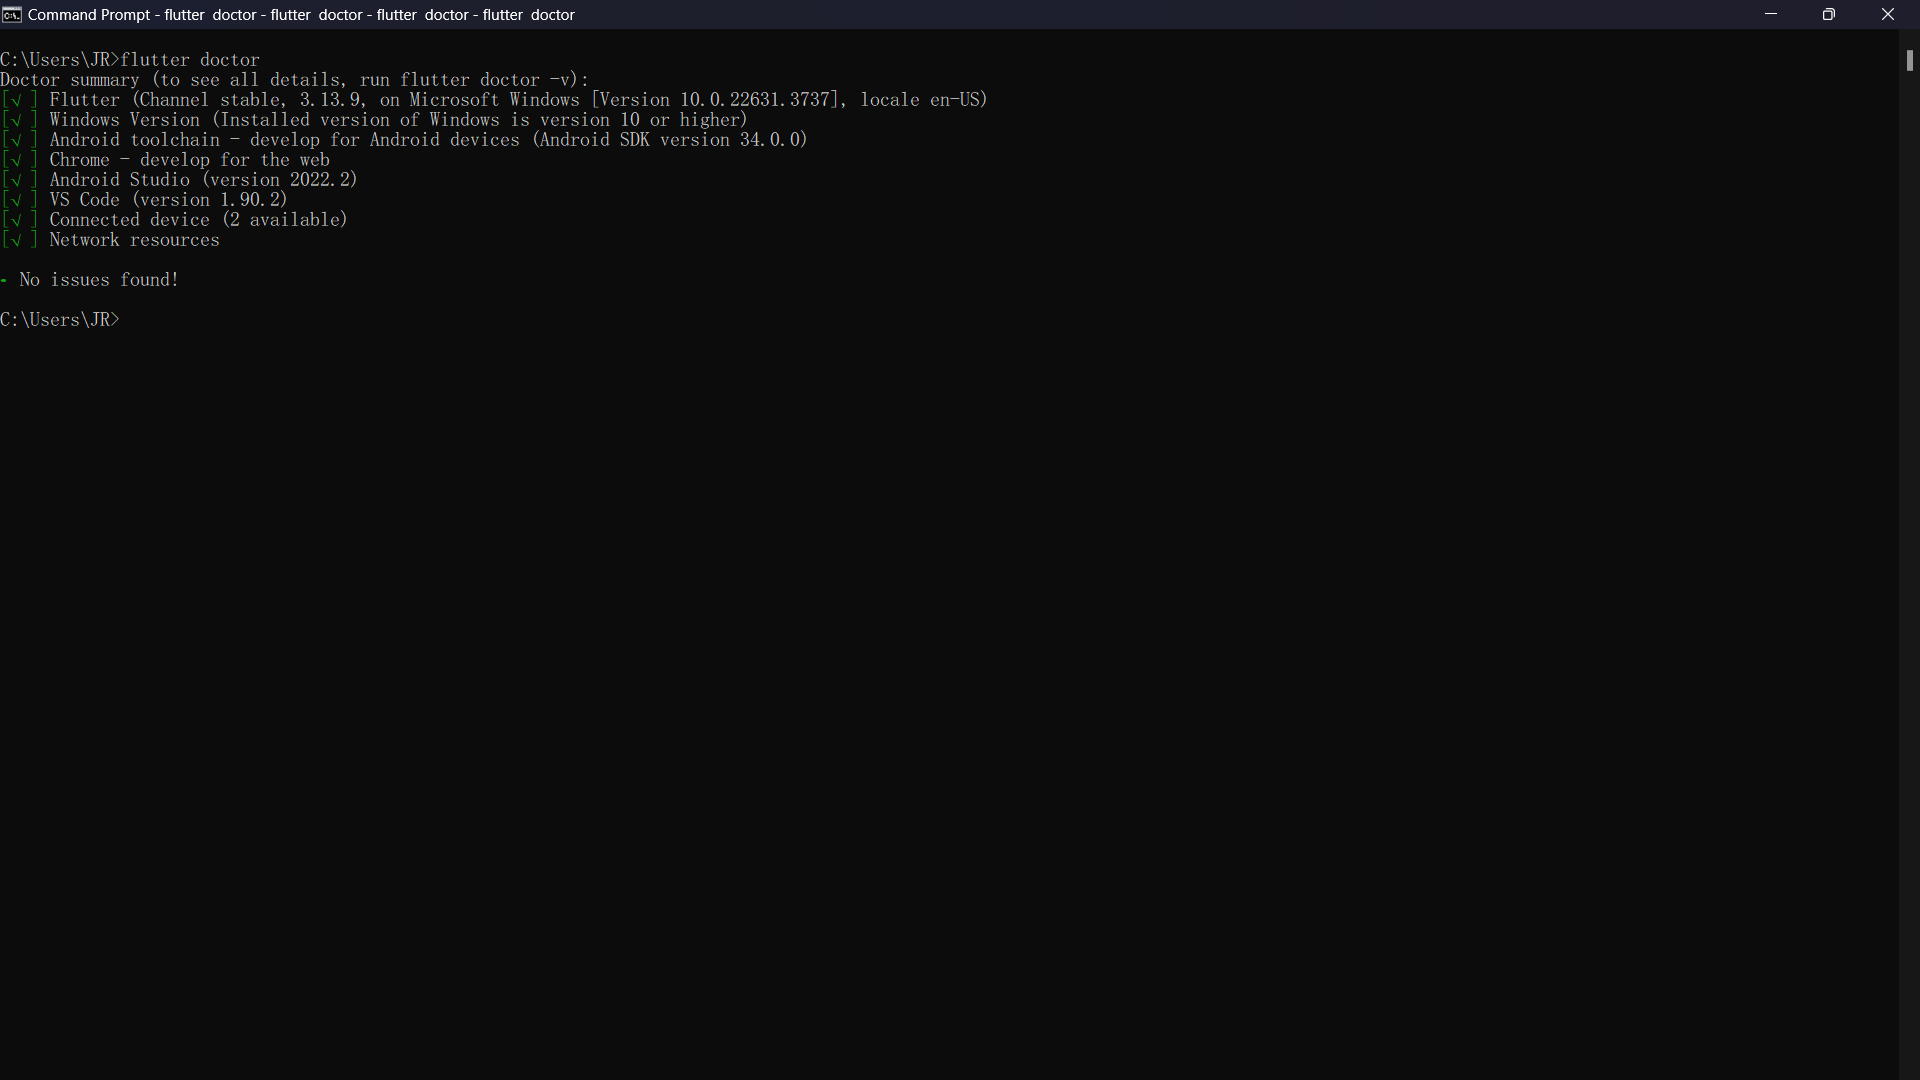 Command Prompt - flutter  doctor - flutter  doctor - flutter  doctor - flutter  doctor
C:\Users\JR>flutter doctor
Doctor summary (to see all details, run flutter doctor -v):
[√] Flutter (Channel stable, 3.13.9, on Microsoft Windows [Version 10.0.22631.3737], locale en-US)
[√] Windows Version (Installed version of Windows is version 10 or higher)
[√] Android toolchain - develop for Android devices (Android SDK version 34.0.0)
[√] Chrome - develop for the web
[√] Android Studio (version 2022.2)
[√] VS Code (version 1.90.2)
[√] Connected device (2 available)
[√] Network resources
• No issues found!
C:\Users\JR>